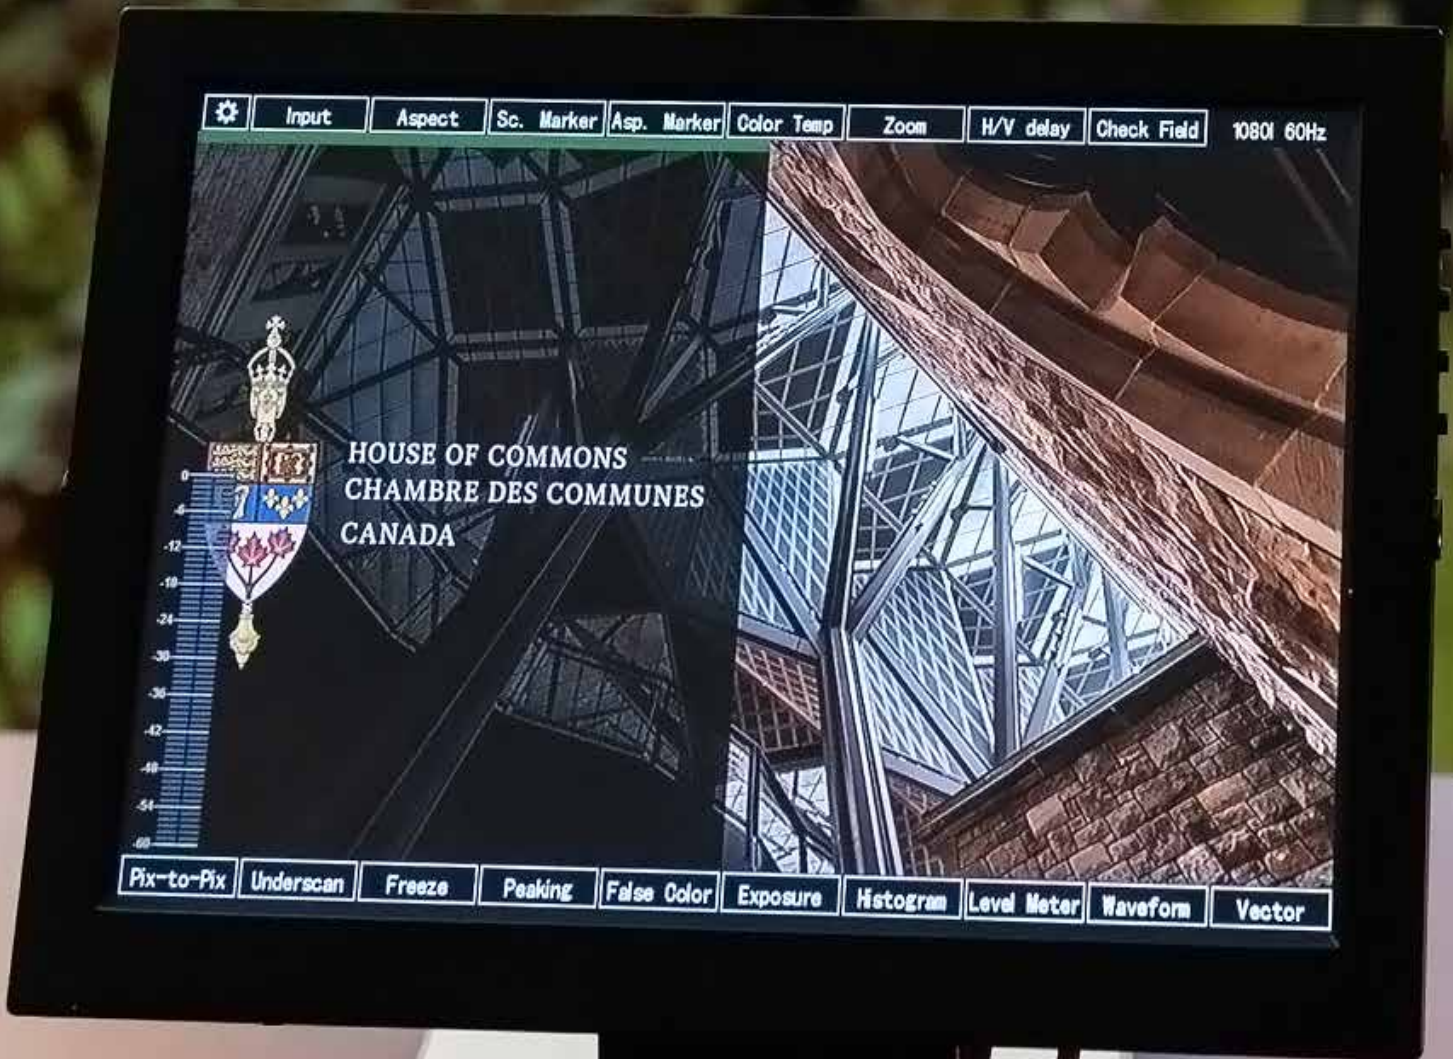 Input
Aspect
Sc. Marker
Asp. Marker
Color Temp
Zoom
H/V delay
Check Field
1080I 60Hz
HOUSE OF COMMONS
CHAMBRE DES COMMUNES
CANADA
0
-6
-12
-18
-24
-30
-36
-42
-48
-54
-60
Pix-to-Pix
Underscan
Freeze
Peaking
False Color
Exposure
Histogram
Level Meter
Waveform
Vector